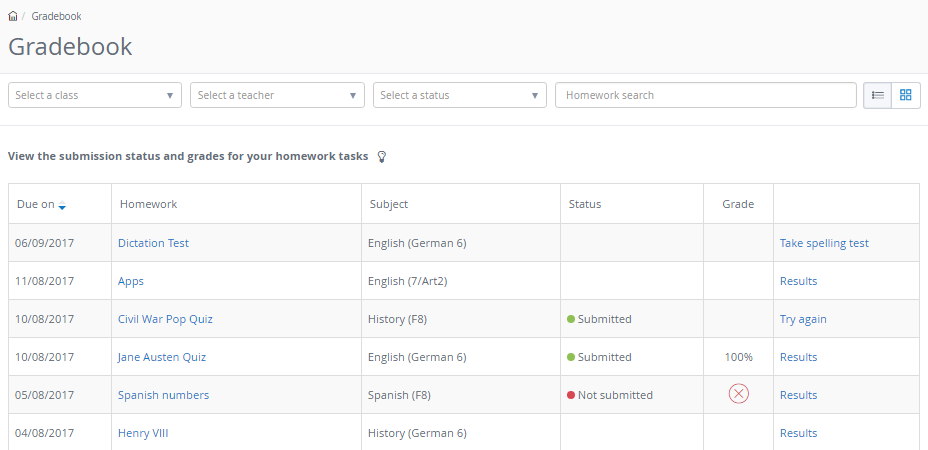 / Gradebook
Gradebook
Select a class Select a teacher Select a status Homework search
View the submission status and grades for your homework tasks
Due on Homework Subject Status Grade
06/09/2017 Dictation Test English (German 6) Take spelling test
11/08/2017 Apps English (7/Art2) Results
10/08/2017 Civil War Pop Quiz History (F8) Submitted Try again
10/08/2017 Jane Austen Quiz English (German 6) Submitted 100% Results
05/08/2017 Spanish numbers Spanish (F8) Not submitted Results
04/08/2017 Henry VIII History (German 6) Results